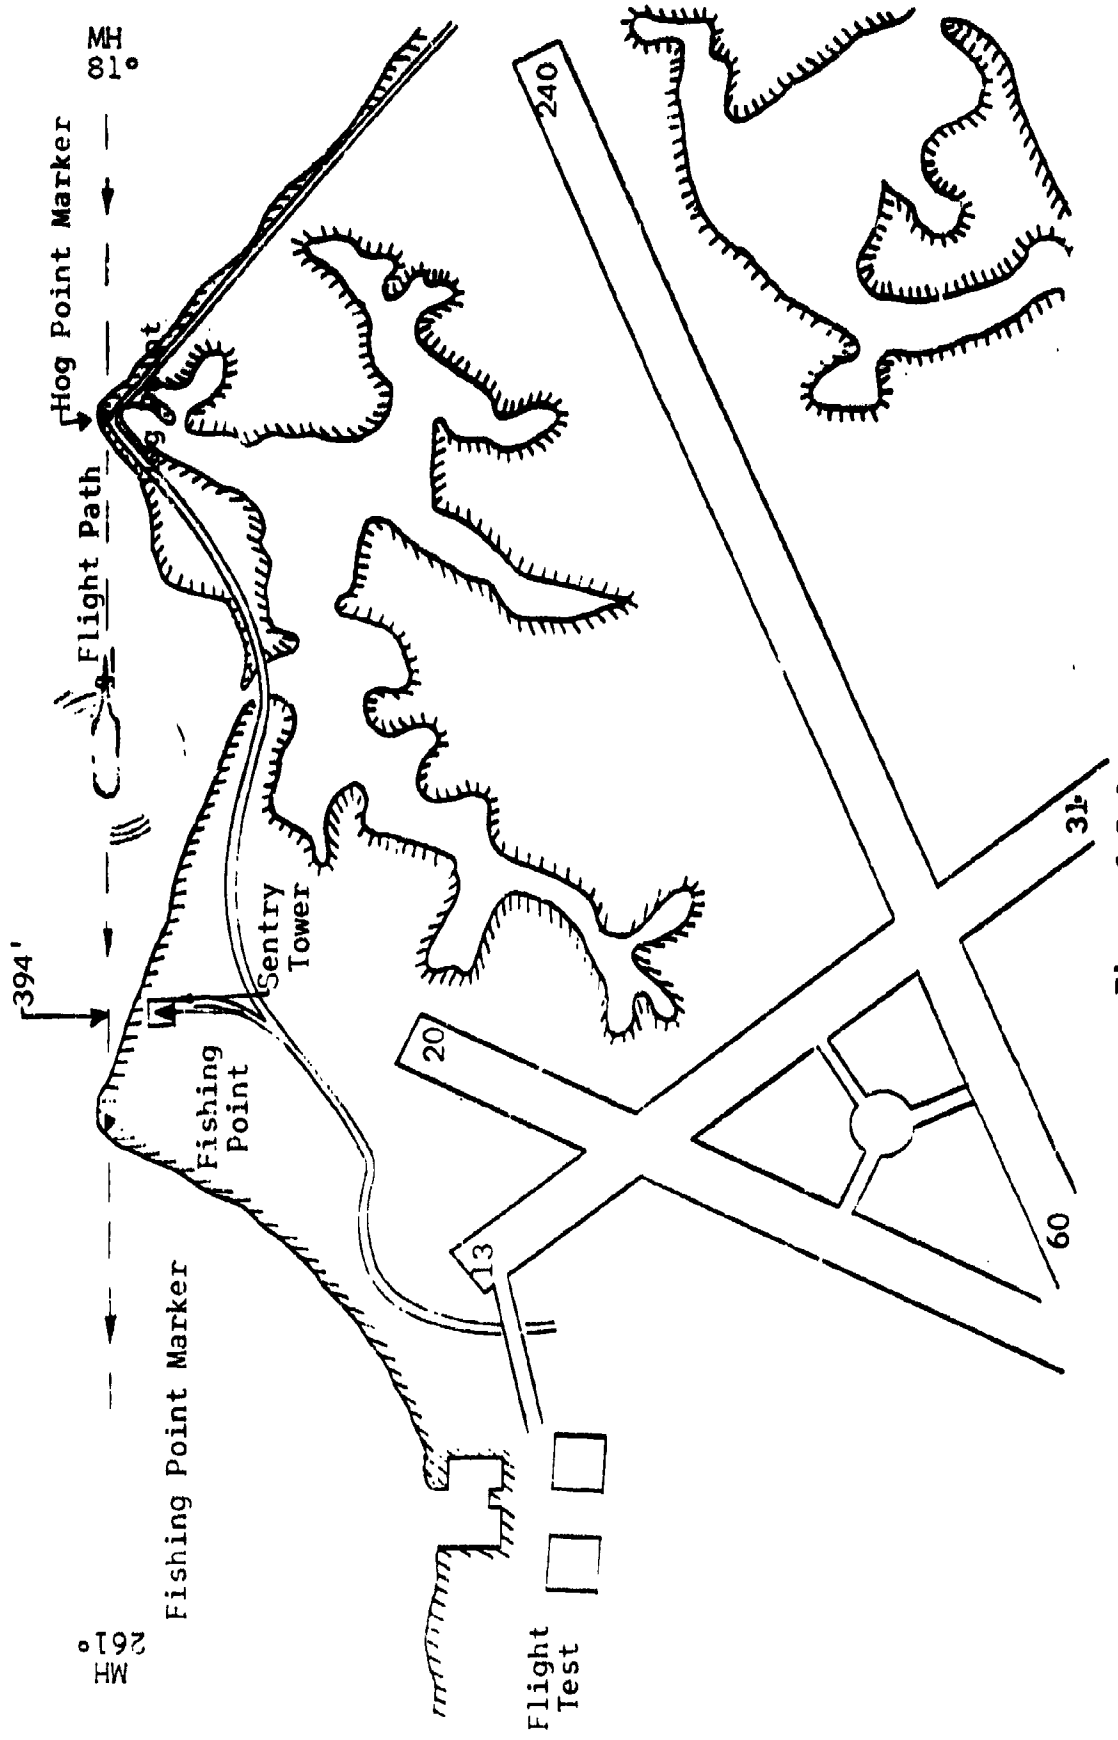 MH
81°
Hog Point Marker
Flight Path
394'
Sentry
Tower
Fishing
Point
Fishing Point Marker
MH
261°
Flight
Test
240
20
13
31
60